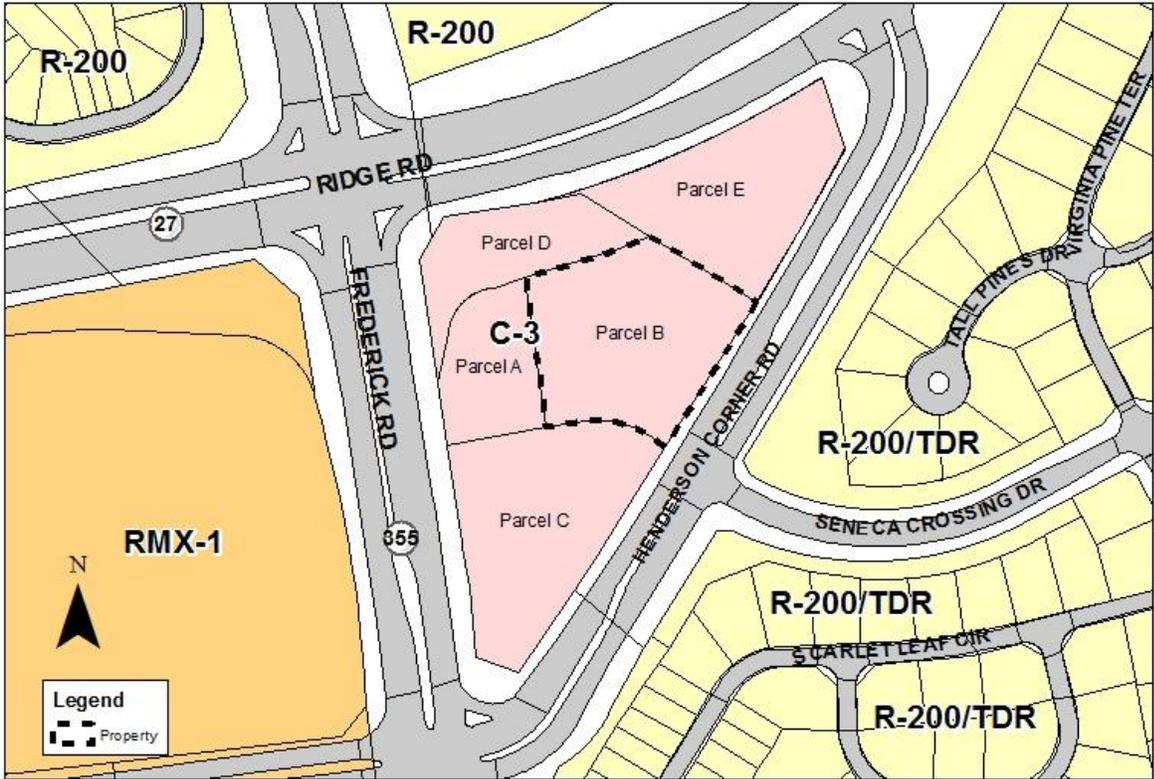 R-200
R-200
RIDGE RD
27
Parcel E
Parcel D
C-3
Parcel A
Parcel B
Parcel C
FREDERICK RD
355
HENDERSON CORNER RD
VIRGINIA PINE TER
TALL PINES DR
R-200/TDR
SENECA CROSSING DR
RMX-1
N
R-200/TDR
SCARLET LEAF CIR
R-200/TDR
Legend
Property